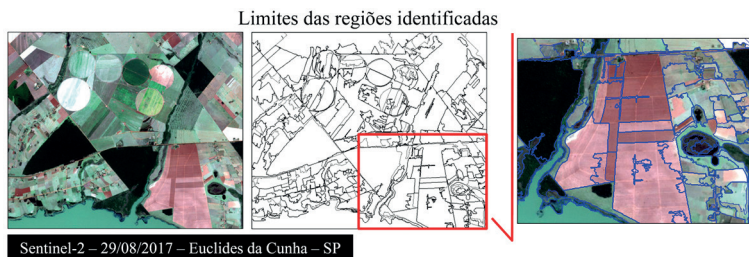 Limites das regiões identificadas
Sentinel-2 – 29/08/2017 – Euclides da Cunha – SP